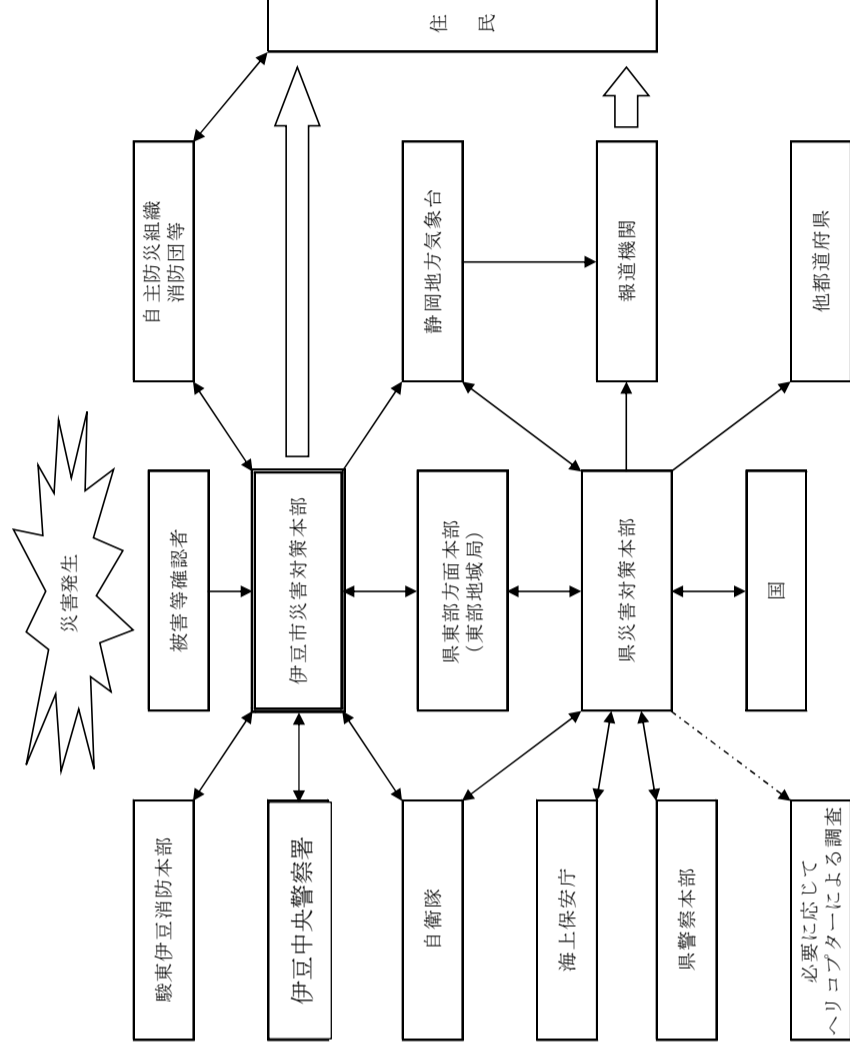 災害発生
被害等確認者
駿東伊豆消防本部
伊豆市災害対策本部
自主防災組織
消防団等
住　民
伊豆中央警察署
自衛隊
県東部方面本部
（東部地域局）
静岡地方気象台
海上保安庁
県災害対策本部
報道機関
県警察本部
必要に応じて
ヘリコプターによる調査
国
他都道府県